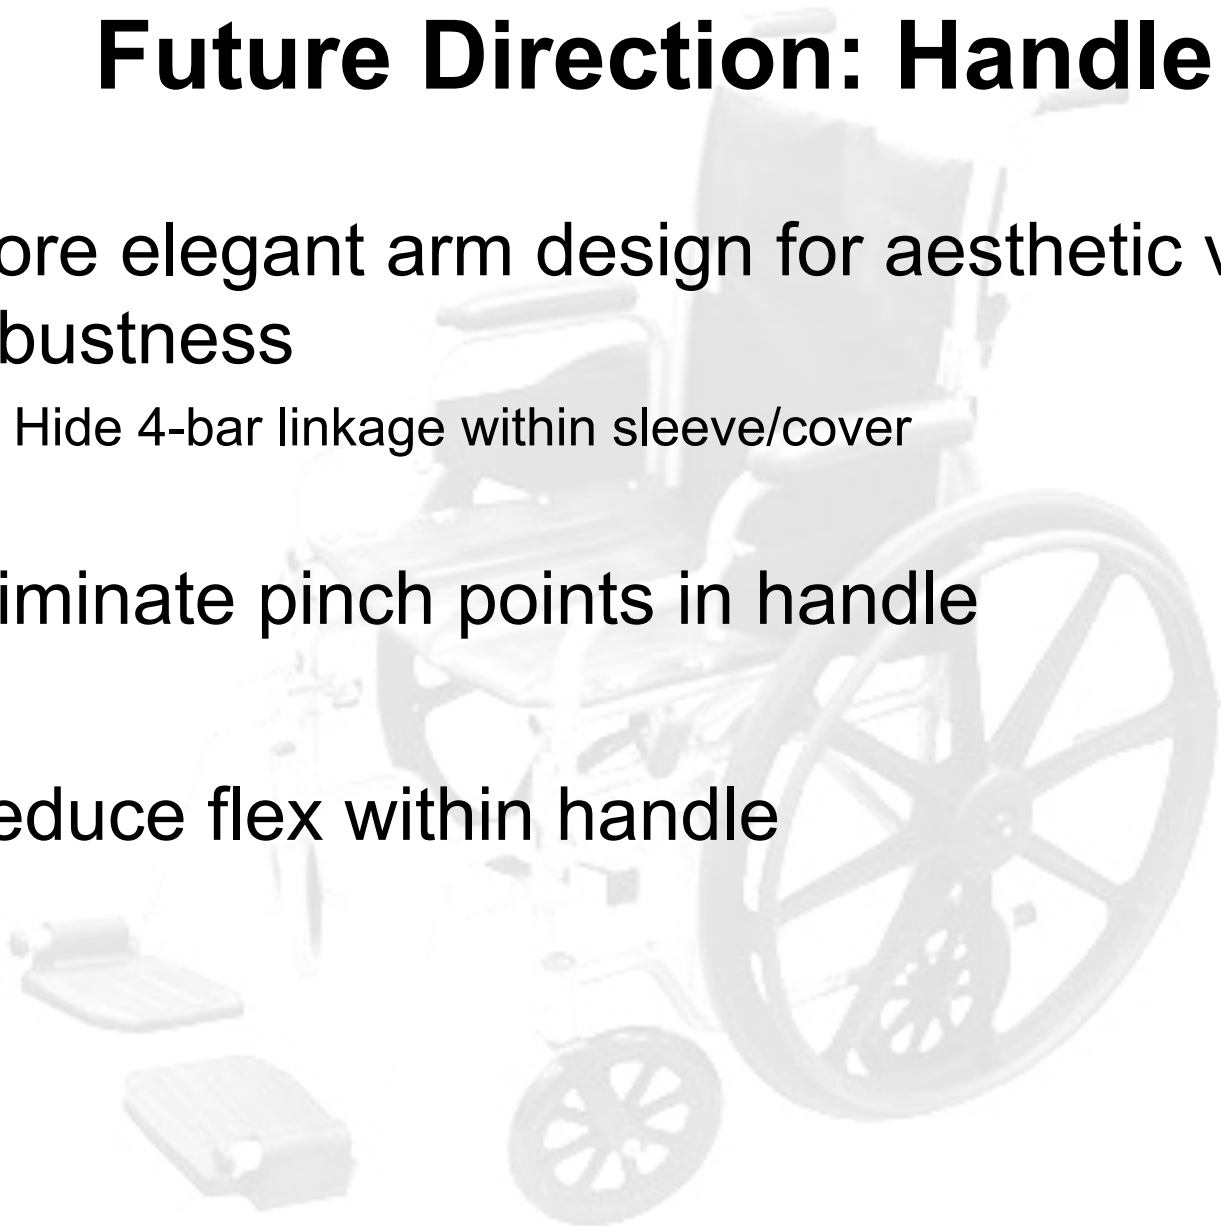 Future Direction: Handle
ore elegant arm design for aesthetic v
bustness
Hide 4-bar linkage within sleeve/cover
iminate pinch points in handle
educe flex within handle